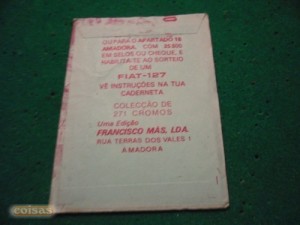 OU PARA O APARTADO 18
AMADORA, COM 20$00
EM SELOS OU CHEQUE, E
HABILITA-TE AO SORTEIO
DE UM
FIAT-127
VÊ INSTRUÇÕES NA TUA
CADERNETA
COLECÇÃO DE
271 CROMOS
Uma Edição
FRANCISCO MÁS, LDA.
RUA TERRAS DOS VALES 1
AMADORA
coisas